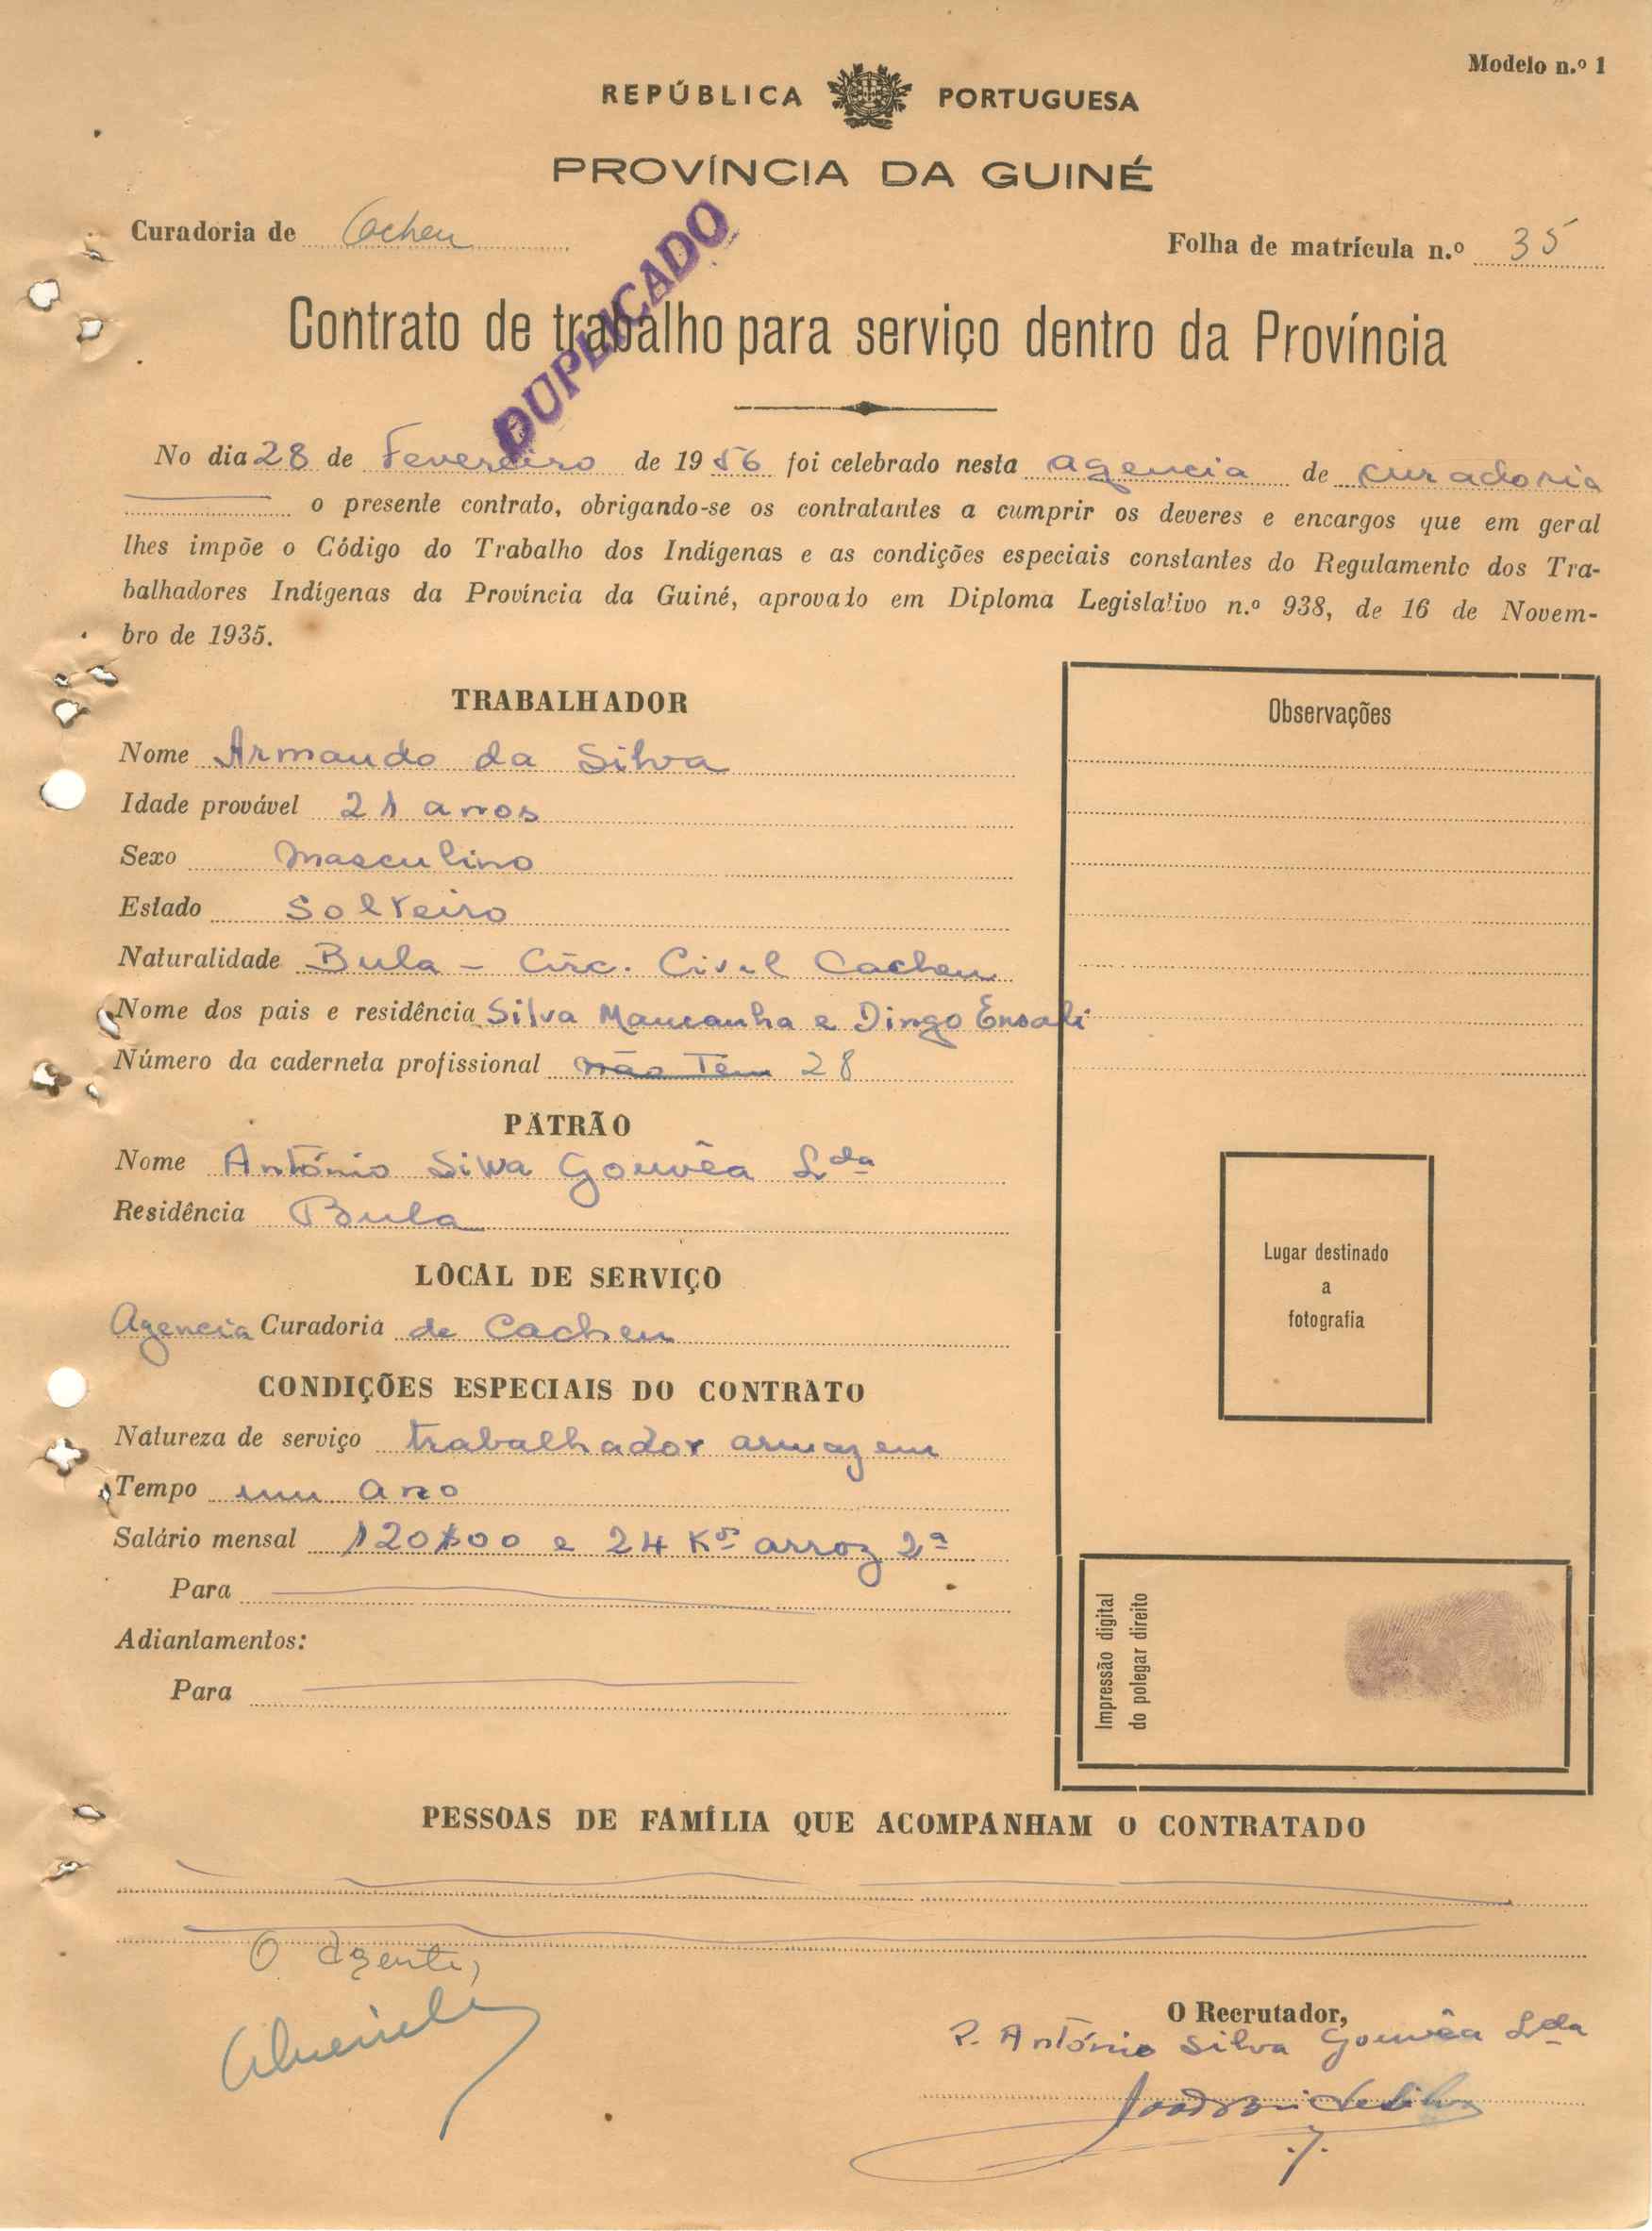 Modelo n.º 1
REPÚBLICA PORTUGUESA
PROVÍNCIA DA GUINÉ
Curadoria de Cacheu
Folha de matrícula n.º 35
DUPLICADO
Contrato de trabalho para serviço dentro da Província
No dia 28 de Fevereiro de 1956 foi celebrado nesta agencia de curadoria
o presente contrato, obrigando-se os contratantes a cumprir os deveres e encargos que em geral
lhes impõe o Código do Trabalho dos Indígenas e as condições especiais constantes do Regulamento dos Tra-
balhadores Indígenas da Província da Guiné, aprovado em Diploma Legislativo n.º 938, de 16 de Novem-
bro de 1935.
TRABALHADOR
Nome Armando da Silva
Idade provável 21 anos
Sexo Masculino
Estado Solteiro
Naturalidade Bula - Circ. Civil Cacheu
Nome dos pais e residência Silva Mancanha e Dingo Ensali
Número da caderneta profissional não Tem 28
PATRÃO
Nome António Silva Gouvêa Lda
Residência Bula
LOCAL DE SERVIÇO
Agencia Curadoria de Cacheu
CONDIÇÕES ESPECIAIS DO CONTRATO
Natureza de serviço trabalhador armazem
Tempo um ano
Salário mensal 120$00 e 24 Kos arroz 2ª
Para
Adiantamentos:
Para
Observações
Lugar destinado
a
fotografia
Impressão digital
do polegar direito
PESSOAS DE FAMÍLIA QUE ACOMPANHAM O CONTRATADO
O Agente,
O Recrutador,
P. António Silva Gouvêa Lda